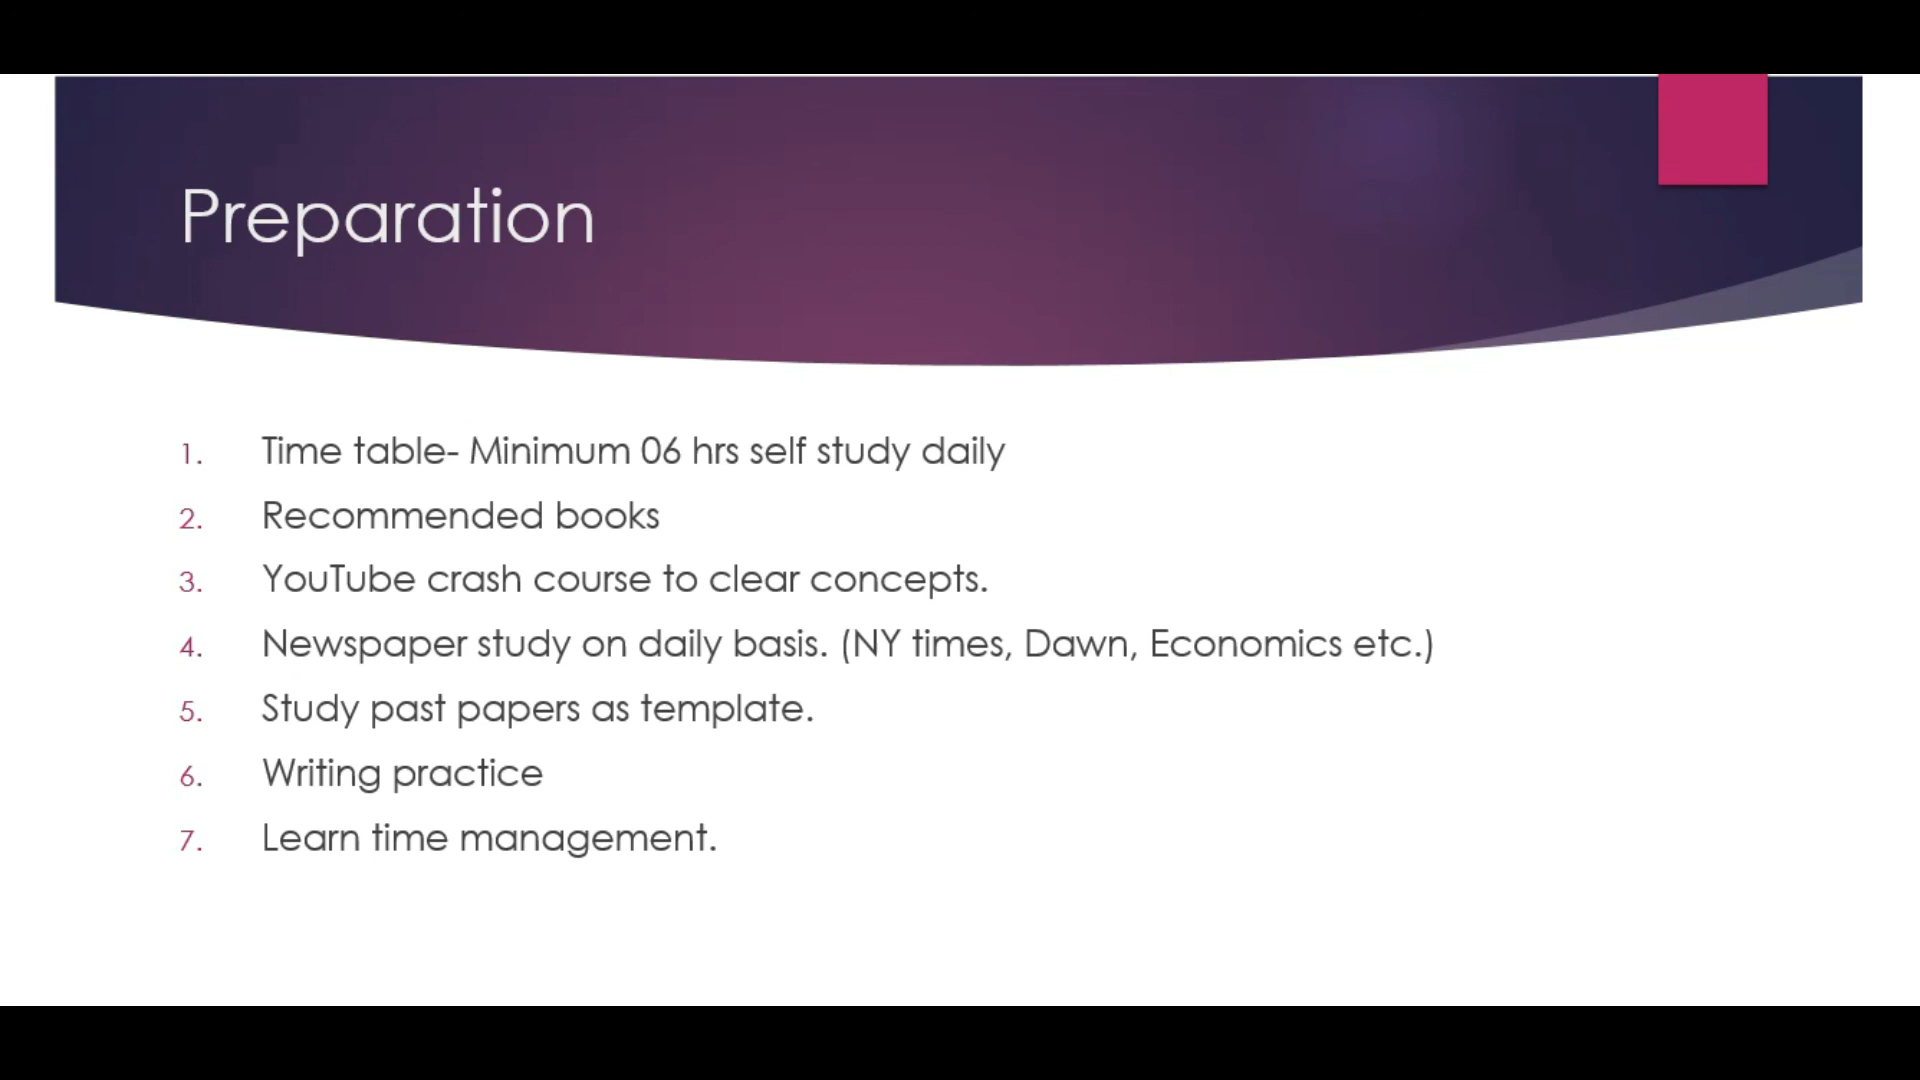 Preparation
1. Time table- Minimum 06 hrs self study daily
2. Recommended books
3. YouTube crash course to clear concepts.
4. Newspaper study on daily basis. (NY times, Dawn, Economics etc.)
5. Study past papers as template.
6. Writing practice
7. Learn time management.